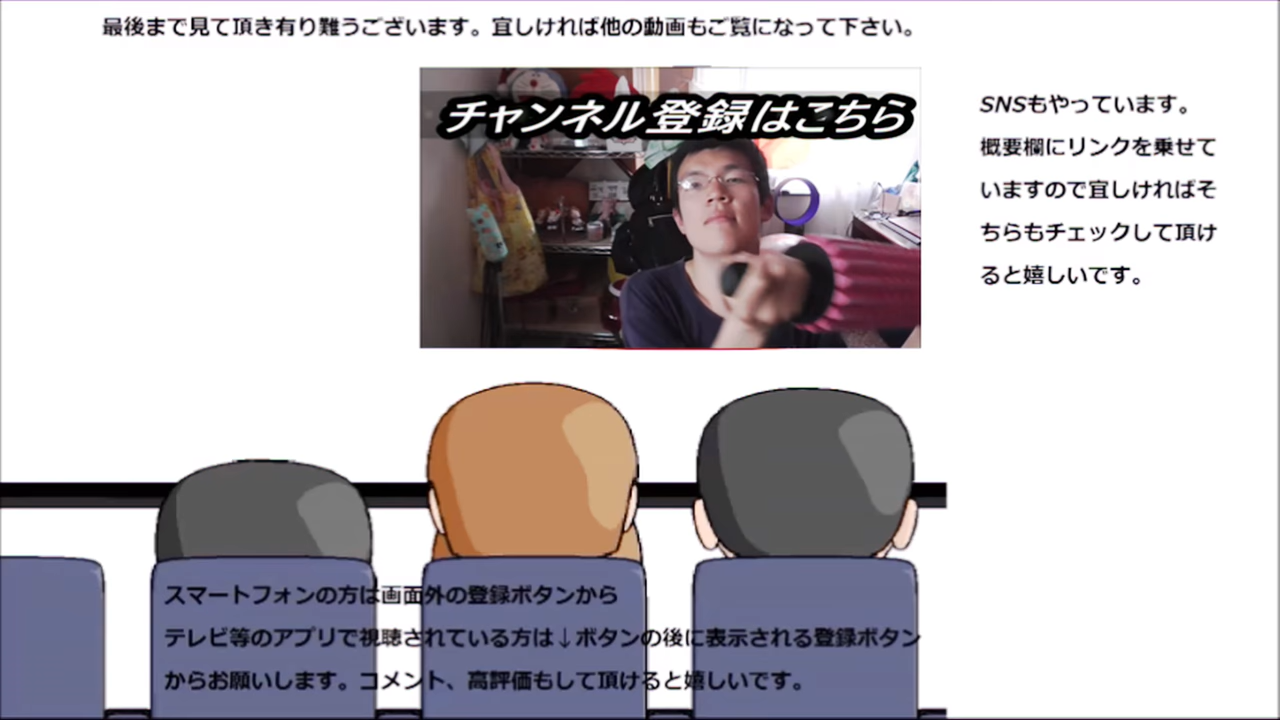 最後まで見て頂き有り難うございます。宜しければ他の動画もご覧になって下さい。
チャンネル登録はこちら
SNSもやっています。
概要欄にリンクを乗せて
いますので宜しければそ
ちらもチェックして頂け
ると嬉しいです。
スマートフォンの方は画面外の登録ボタンから
テレビ等のアプリで視聴されている方は↓ボタンの後に表示される登録ボタン
からお願いします。コメント、高評価もして頂けると嬉しいです。